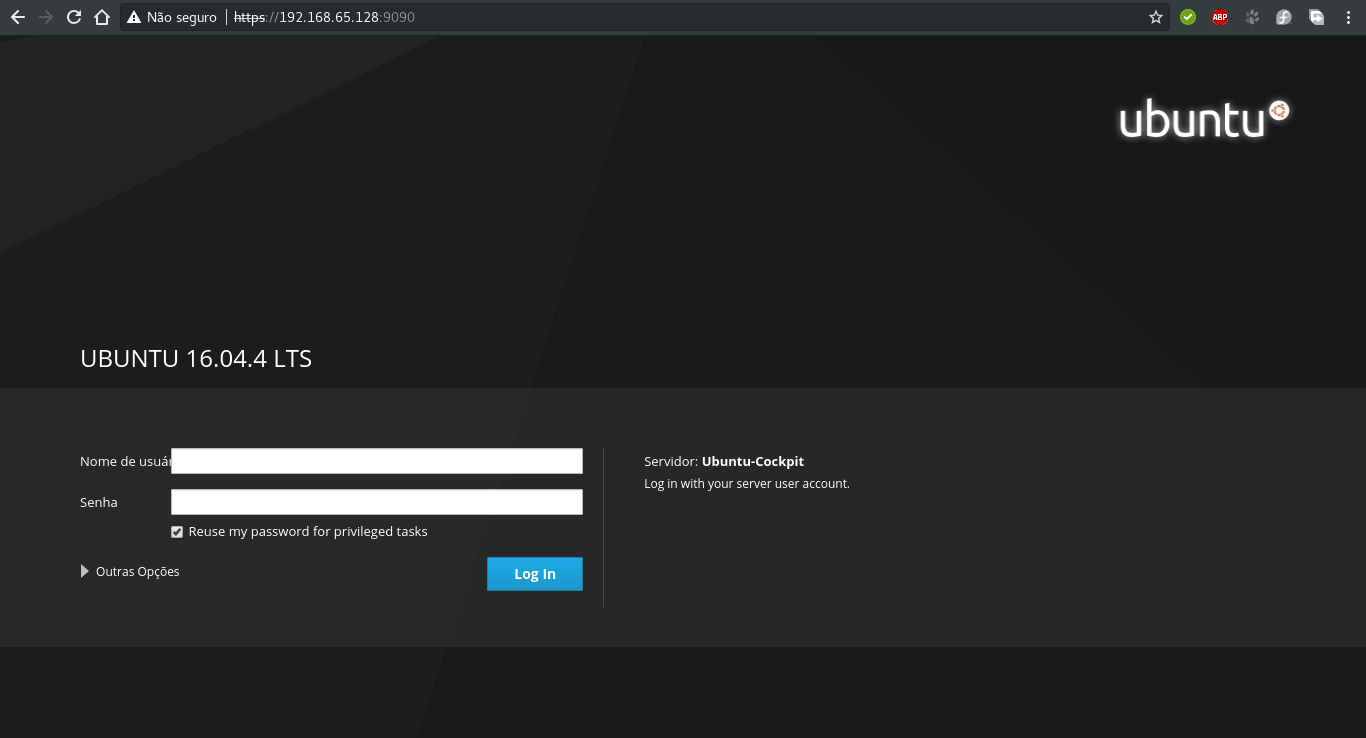 Não seguro | https://192.168.65.128:9090
ABP
ubuntu
UBUNTU 16.04.4 LTS
Nome de usuár
Servidor: Ubuntu-Cockpit
Log in with your server user account.
Senha
Reuse my password for privileged tasks
Outras Opções
Log In